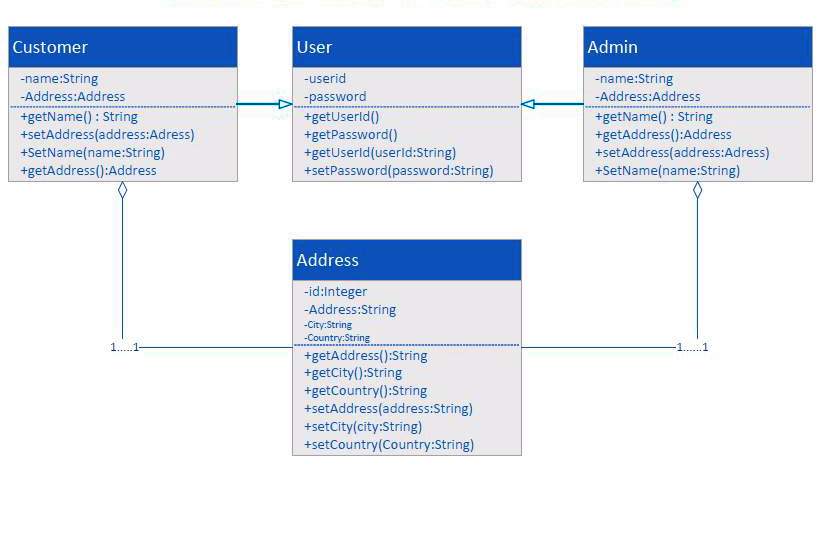 Customer
-name:String
-Address:Address
+getName() : String
+setAddress(address:Adress)
+SetName(name:String)
+getAddress():Address
User
-userid
-password
+getUserId()
+getPassword()
+getUserId(userId:String)
+setPassword(password:String)
Admin
-name:String
-Address:Address
+getName() : String
+getAddress():Address
+setAddress(address:Adress)
+SetName(name:String)
Address
-id:Integer
-Address:String
-City:String
-Country:String
+getAddress():String
+getCity():String
+getCountry():String
+setAddress(address:String)
+setCity(city:String)
+setCountry(Country:String)
1.....1
1......1